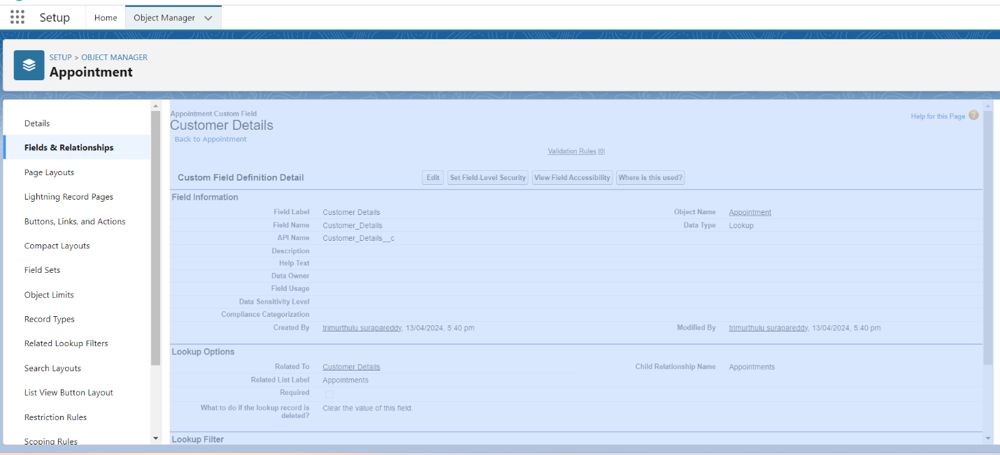 Setup Home Object Manager
SETUP > OBJECT MANAGER
Appointment
Details
Fields & Relationships
Page Layouts
Lightning Record Pages
Buttons, Links, and Actions
Compact Layouts
Field Sets
Object Limits
Record Types
Related Lookup Filters
Search Layouts
List View Button Layout
Restriction Rules
Scoping Rules
Appointment Custom Field
Customer Details
Help for this Page ?
Back to Appointment
Validation Rules [0]
Custom Field Definition Detail Edit Set Field-Level Security View Field Accessibility Where is this used?
Field Information
Field Label Customer Details Object Name Appointment
Field Name Customer_Details Data Type Lookup
API Name Customer_Details__c
Description
Help Text
Data Owner
Field Usage
Data Sensitivity Level
Compliance Categorization
Created By trimurthulu surapareddy, 13/04/2024, 5:40 pm Modified By trimurthulu surapareddy, 13/04/2024, 5:40 pm
Lookup Options
Related To Customer Details Child Relationship Name Appointments
Related List Label Appointments
Required
What to do if the lookup record is Clear the value of this field.
deleted?
Lookup Filter